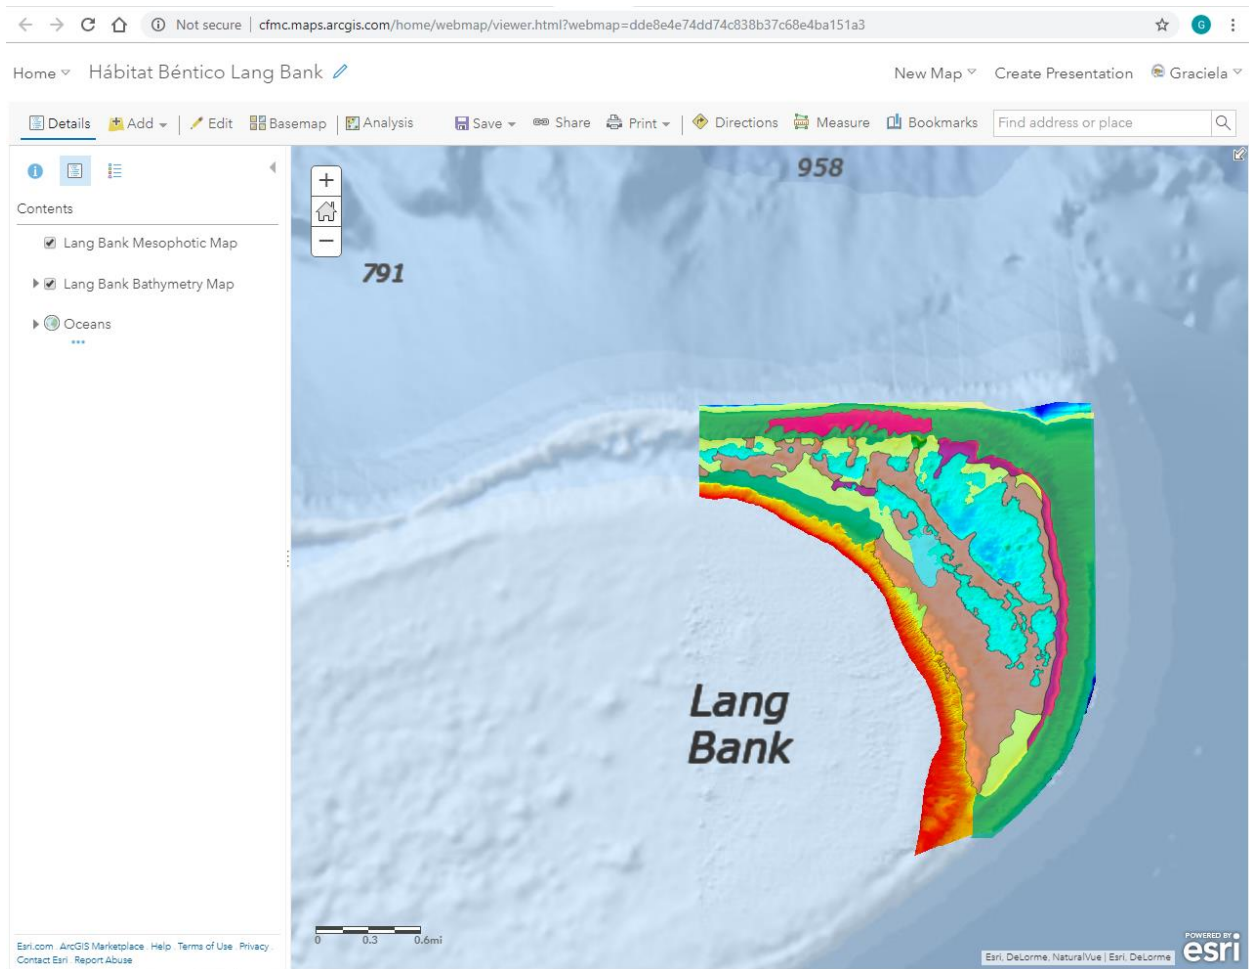 Not secure | cfmc.maps.arcgis.com/home/webmap/viewer.html?webmap=dde8e4e74dd74c838b37c68e4ba151a3
G
Home Hábitat Béntico Lang Bank New Map Create Presentation Graciela
Details Add Edit Basemap Analysis Save Share Print Directions Measure Bookmarks Find address or place
Contents
Lang Bank Mesophotic Map
Lang Bank Bathymetry Map
Oceans
958
791
Lang
Bank
0 0.3 0.6mi
Esri.com . ArcGIS Marketplace . Help . Terms of Use . Privacy .
Contact Esri . Report Abuse
Esri, DeLorme, NaturalVue | Esri, DeLorme
POWERED BY
esri